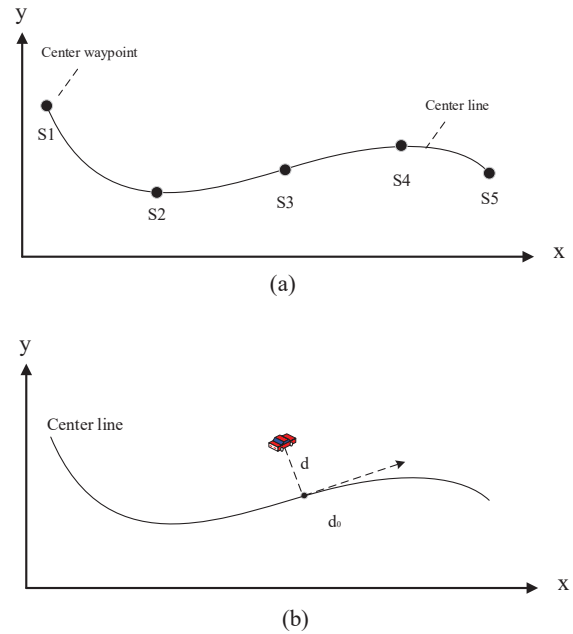 y
Center waypoint
Center line
S1
S4
S3
S2
S5
x
(a)
y
Center line
d
d₀
x
(b)